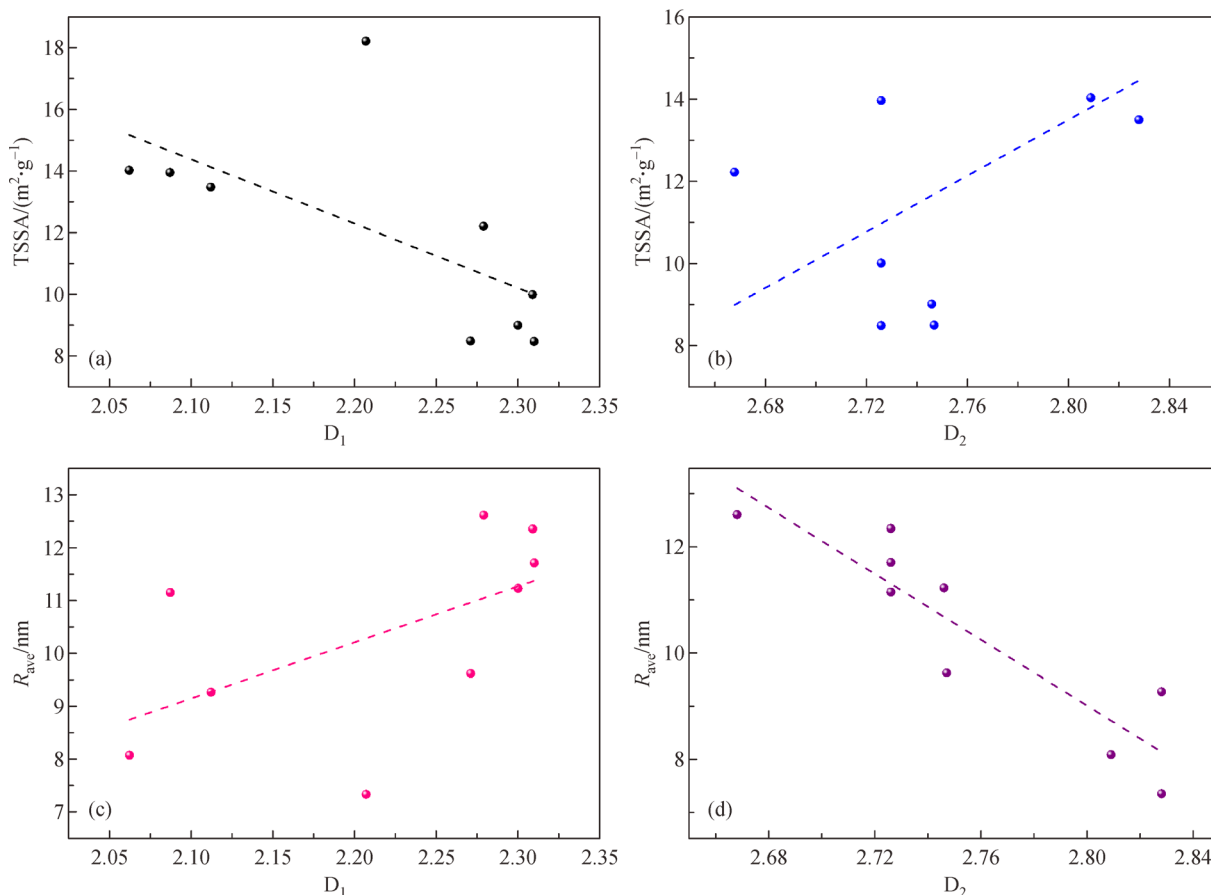 18
16
14
12
10
8
TSSA/(m²·g⁻¹)
(a)
2.05 2.10 2.15 2.20 2.25 2.30 2.35
D₁
16
14
12
10
8
TSSA/(m²·g⁻¹)
(b)
2.68 2.72 2.76 2.80 2.84
D₂
13
12
11
10
9
8
7
Rₐᵥₑ/nm
(c)
2.05 2.10 2.15 2.20 2.25 2.30 2.35
D₁
12
10
8
Rₐᵥₑ/nm
(d)
2.68 2.72 2.76 2.80 2.84
D₂